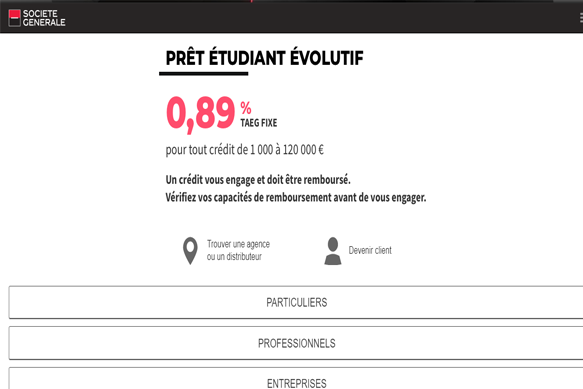 SOCIETE
GENERALE
PRÊT ÉTUDIANT ÉVOLUTIF
0,89 %
TAEG FIXE
pour tout crédit de 1 000 à 120 000 €
Un crédit vous engage et doit être remboursé.
Vérifiez vos capacités de remboursement avant de vous engager.
Trouver une agence
ou un distributeur
Devenir client
PARTICULIERS
PROFESSIONNELS
ENTREPRISES